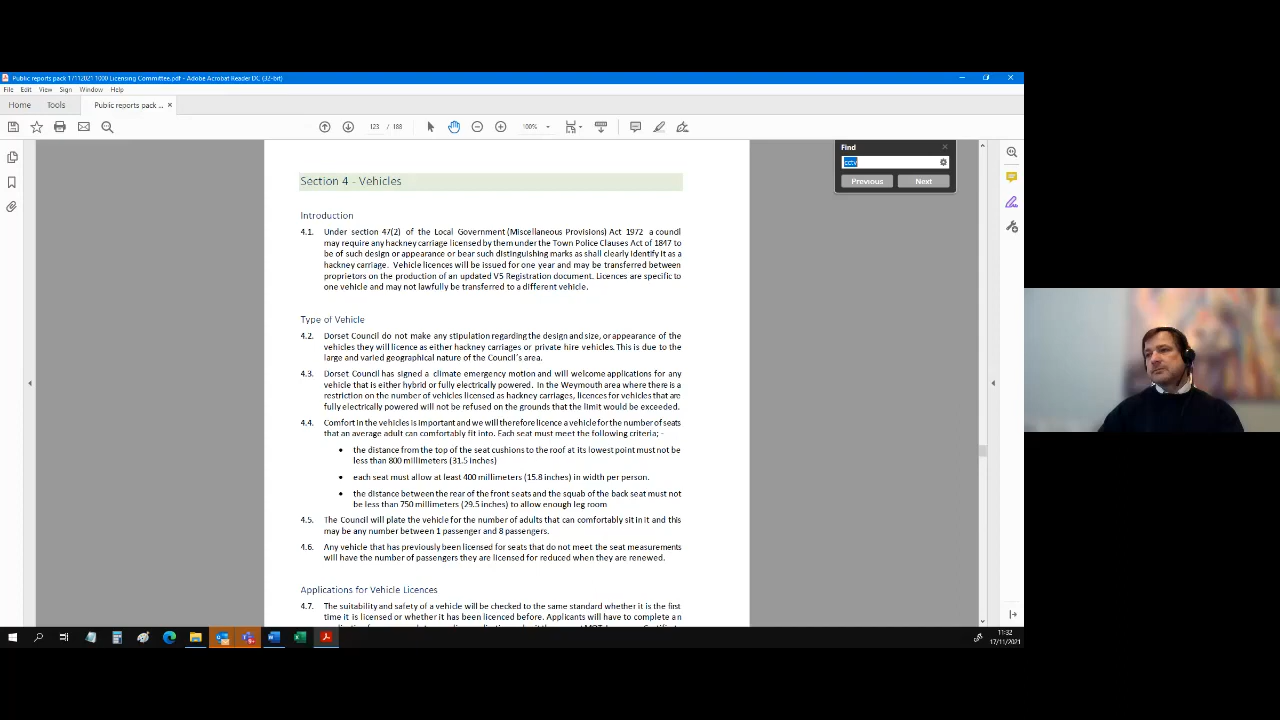 Public reports pack 17112021 1000 Licensing Committee.pdf - Adobe Acrobat Reader DC (32-bit)
File Edit View Sign Window Help
Home Tools Public reports pack ... ×
123 / 188 100%
Find
cctv
Previous Next
Section 4 - Vehicles
Introduction
4.1. Under section 47(2) of the Local Government (Miscellaneous Provisions) Act 1972 a council
may require any hackney carriage licensed by them under the Town Police Clauses Act of 1847 to
be of such design or appearance or bear such distinguishing marks as shall clearly identify it as a
hackney carriage. Vehicle licences will be issued for one year and may be transferred between
proprietors on the production of an updated V5 Registration document. Licences are specific to
one vehicle and may not lawfully be transferred to a different vehicle.
Type of Vehicle
4.2. Dorset Council do not make any stipulation regarding the design and size, or appearance of the
vehicles they will licence as either hackney carriages or private hire vehicles. This is due to the
large and varied geographical nature of the Council's area.
4.3. Dorset Council has signed a climate emergency motion and will welcome applications for any
vehicle that is either hybrid or fully electrically powered. In the Weymouth area where there is a
restriction on the number of vehicles licensed as hackney carriages, licences for vehicles that are
fully electrically powered will not be refused on the grounds that the limit would be exceeded.
4.4. Comfort in the vehicles is important and we will therefore licence a vehicle for the number of seats
that an average adult can comfortably fit into. Each seat must meet the following criteria; -
• the distance from the top of the seat cushions to the roof at its lowest point must not be
less than 800 millimeters (31.5 inches)
• each seat must allow at least 400 millimeters (15.8 inches) in width per person.
• the distance between the rear of the front seats and the squab of the back seat must not
be less than 750 millimeters (29.5 inches) to allow enough leg room
4.5. The Council will plate the vehicle for the number of adults that can comfortably sit in it and this
may be any number between 1 passenger and 8 passengers.
4.6. Any vehicle that has previously been licensed for seats that do not meet the seat measurements
will have the number of passengers they are licensed for reduced when they are renewed.
Applications for Vehicle Licences
4.7. The suitability and safety of a vehicle will be checked to the same standard whether it is the first
time it is licensed or whether it has been licenced before. Applicants will have to complete an
11:32
17/11/2021